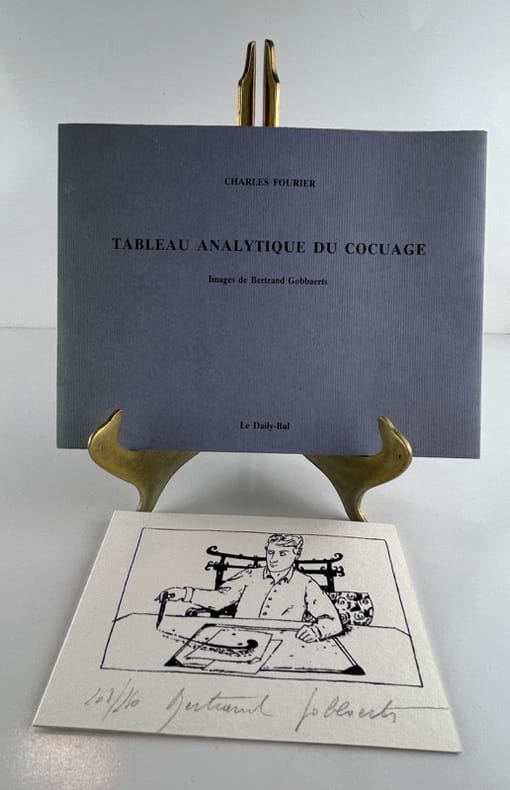 CHARLES FOURIER
TABLEAU ANALYTIQUE DU COCUAGE
Images de Bertrand Gobbaerts
Le Daily-Bul
Bertrand Gobbaerts